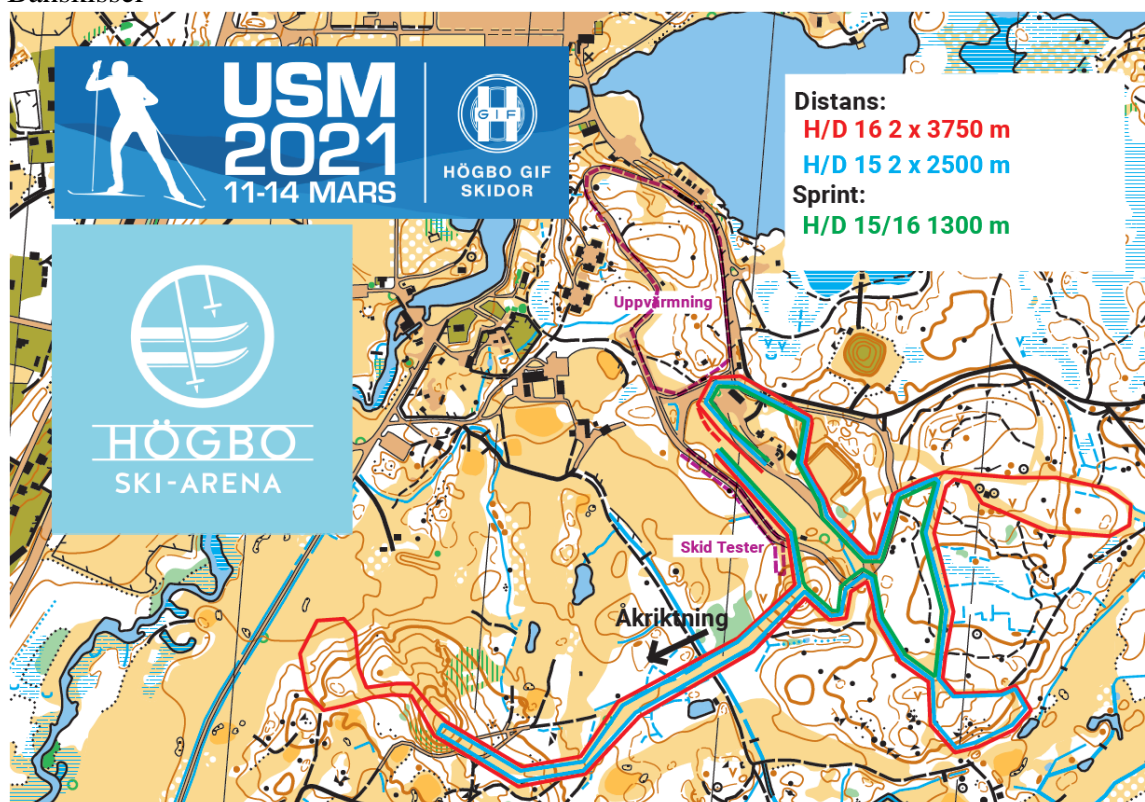 Banskisser
USM
2021
11-14 MARS
GIF
HÖGBO GIF
SKIDOR
HÖGBO
SKI-ARENA
Distans:
H/D 16 2 x 3750 m
H/D 15 2 x 2500 m
Sprint:
H/D 15/16 1300 m
Uppvärmning
Skid Tester
Åkriktning